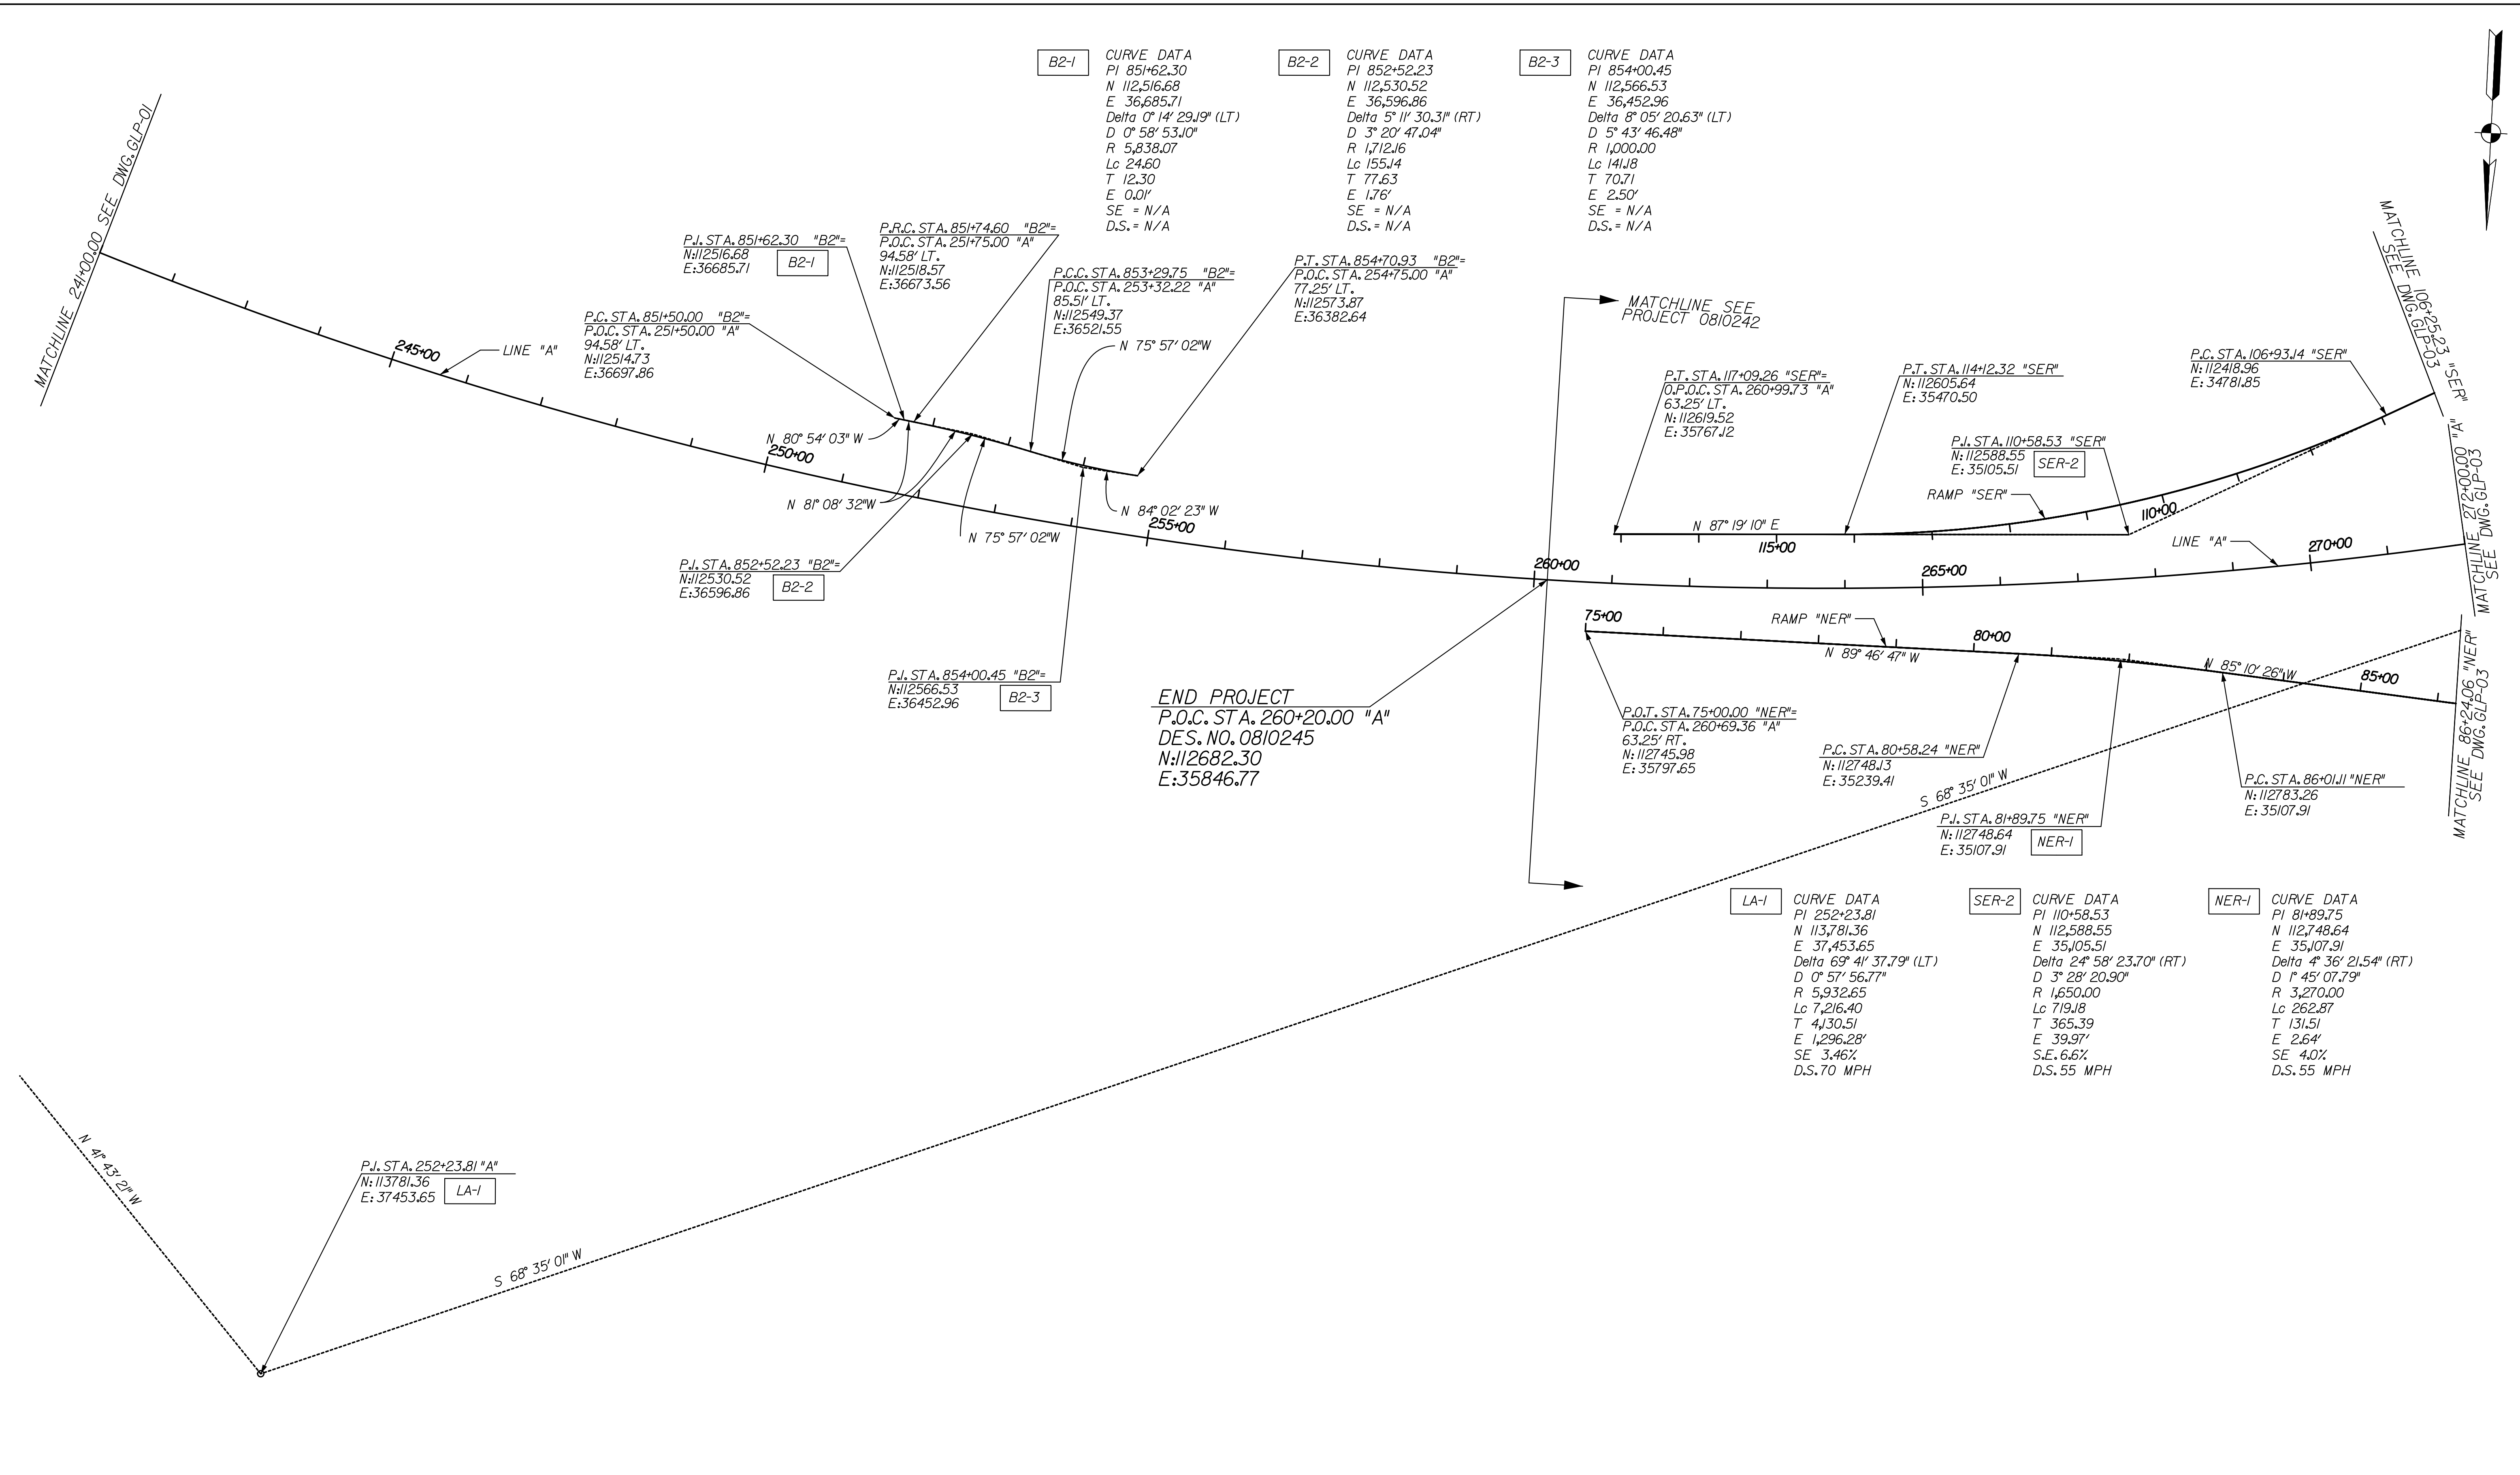 B2-1
CURVE DATA
PI 851+62.30
N 112,516.68
E 36,685.71
Delta 0° 14' 29.19" (LT)
D 0° 58' 53.10"
R 5,838.07
Lc 24.60
T 12.30
E 0.01'
SE = N/A
D.S. = N/A
B2-2
CURVE DATA
PI 852+52.23
N 112,530.52
E 36,596.86
Delta 5° 11' 30.31" (RT)
D 3° 20' 47.04"
R 1,712.16
Lc 155.14
T 77.63
E 1.76'
SE = N/A
D.S. = N/A
B2-3
CURVE DATA
PI 854+00.45
N 112,566.53
E 36,452.96
Delta 8° 05' 20.63" (LT)
D 5° 43' 46.48"
R 1,000.00
Lc 141.18
T 70.71
E 2.50'
SE = N/A
D.S. = N/A
MATCHLINE 241+00.00 SEE DWG. GLP-01
245+00
LINE "A"
P.I. STA. 851+62.30 "B2"=
N:112516.68
E:36685.71
B2-1
P.R.C. STA. 851+74.60 "B2"=
P.O.C. STA. 251+75.00 "A"
94.58' LT.
N:112518.57
E:36673.56
P.C. STA. 851+50.00 "B2"=
P.O.C. STA. 251+50.00 "A"
94.58' LT.
N:112514.73
E:36697.86
P.C.C. STA. 853+29.75 "B2"=
P.O.C. STA. 253+32.22 "A"
85.51' LT.
N:112549.37
E:36521.55
P.T. STA. 854+70.93 "B2"=
P.O.C. STA. 254+75.00 "A"
77.25' LT.
N:112573.87
E:36382.64
N 75° 57' 02"W
N 80° 54' 03" W
250+00
N 81° 08' 32"W
N 75° 57' 02"W
N 84° 02' 23" W
255+00
P.I. STA. 852+52.23 "B2"=
N:112530.52
E:36596.86
B2-2
P.I. STA. 854+00.45 "B2"=
N:112566.53
E:36452.96
B2-3
MATCHLINE SEE
PROJECT 0810242
END PROJECT
P.O.C. STA. 260+20.00 "A"
DES. NO. 0810245
N:112682.30
E:35846.77
260+00
P.T. STA. 117+09.26 "SER"=
O.P.O.C. STA. 260+99.73 "A"
63.25' LT.
N:112619.52
E:35767.12
P.T. STA. 114+12.32 "SER"
N:112605.64
E:35470.50
P.C. STA. 106+93.14 "SER"
N:112418.96
E: 34781.85
P.I. STA. 110+58.53 "SER"
N:112588.55
E: 35105.51
SER-2
RAMP "SER"
N 87° 19' 10" E
115+00
110+00
LINE "A"
265+00
270+00
MATCHLINE 106+25.23 "SER"
SEE DWG. GLP-03
MATCHLINE 272+00.00 "A"
SEE DWG. GLP-03
MATCHLINE 86+24.06 "NER"
SEE DWG. GLP-03
75+00
RAMP "NER"
80+00
N 89° 46' 47" W
N 85° 10' 26" W
85+00
P.O.T. STA. 75+00.00 "NER"=
P.O.C. STA. 260+69.36 "A"
63.25' RT.
N:112745.98
E: 35797.65
P.C. STA. 80+58.24 "NER"
N:112748.13
E: 35239.41
P.I. STA. 81+89.75 "NER"
N:112748.64
E: 35107.91
NER-1
P.C. STA. 86+01.11 "NER"
N: 112783.26
E: 35107.91
S 68° 35' 01" W
LA-1
CURVE DATA
PI 252+23.81
N 113,781.36
E 37,453.65
Delta 69° 41' 37.79" (LT)
D 0° 57' 56.77"
R 5,932.65
Lc 7,216.40
T 4,130.51
E 1,296.28'
SE 3.46%
D.S. 70 MPH
SER-2
CURVE DATA
PI 110+58.53
N 112,588.55
E 35,105.51
Delta 24° 58' 23.70" (RT)
D 3° 28' 20.90"
R 1,650.00
Lc 719.18
T 365.39
E 39.97'
S.E. 6.6%
D.S. 55 MPH
NER-1
CURVE DATA
PI 81+89.75
N 112,748.64
E 35,107.91
Delta 4° 36' 21.54" (RT)
D 1° 45' 07.79"
R 3,270.00
Lc 262.87
T 131.51
E 2.64'
SE 4.0%
D.S. 55 MPH
N 41° 43' 21" W
P.I. STA. 252+23.81 "A"
N:113781.36
E: 37453.65
LA-1
S 68° 35' 01" W